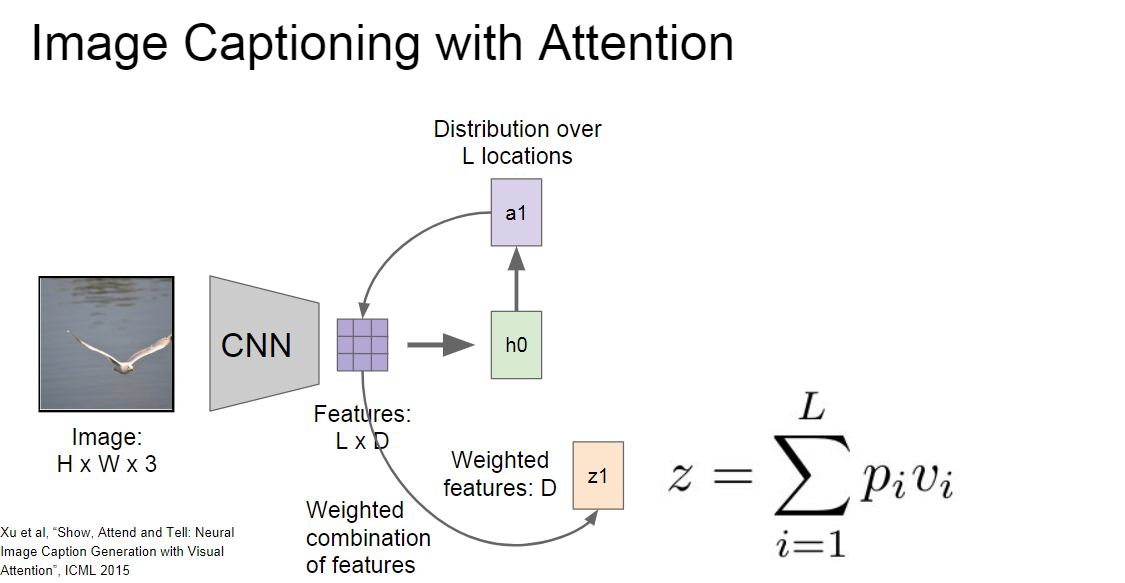 Image Captioning with Attention
Distribution over
L locations
a1
CNN
h0
Image:
H x W x 3
Features:
L x D
Weighted
features: D
z1
Weighted
combination
of features
z = \sum_{i=1}^{L} p_i v_i
Xu et al, “Show, Attend and Tell: Neural
Image Caption Generation with Visual
Attention”, ICML 2015